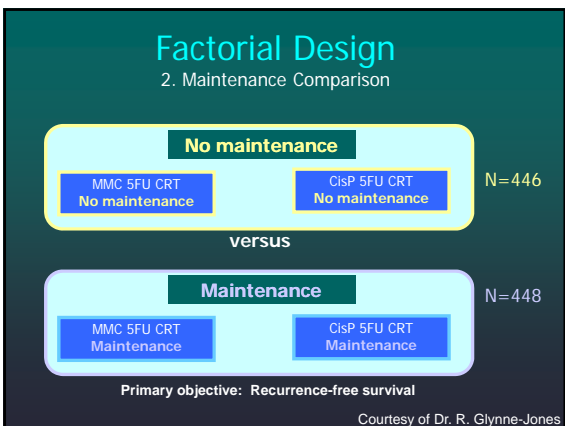 Factorial Design
2. Maintenance Comparison
No maintenance
MMC 5FU CRT
No maintenance
CisP 5FU CRT
No maintenance
N=446
versus
Maintenance
MMC 5FU CRT
Maintenance
CisP 5FU CRT
Maintenance
N=448
Primary objective: Recurrence-free survival
Courtesy of Dr. R. Glynne-Jones